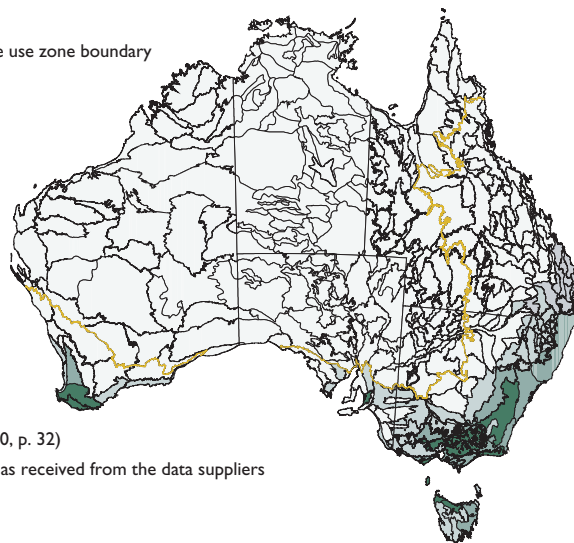 e use zone boundary
0, p. 32)
as received from the data suppliers